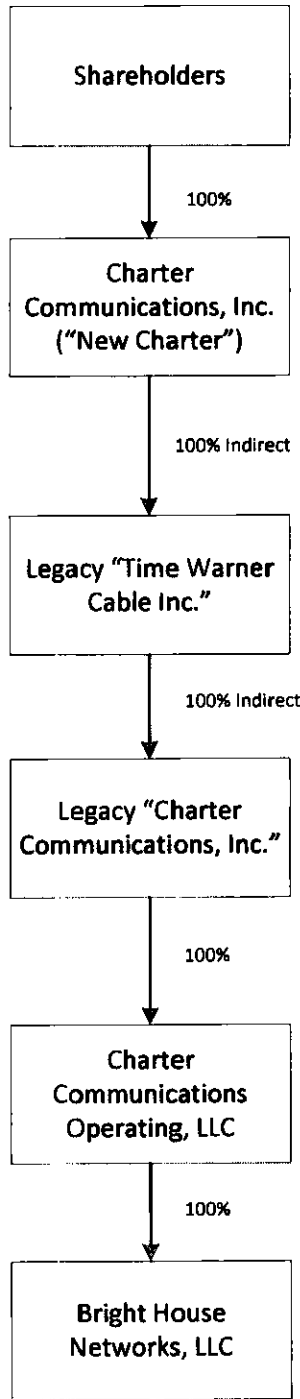 Shareholders
100%
Charter
Communications, Inc.
(“New Charter”)
100% Indirect
Legacy “Time Warner
Cable Inc.”
100% Indirect
Legacy “Charter
Communications, Inc.”
100%
Charter
Communications
Operating, LLC
100%
Bright House
Networks, LLC